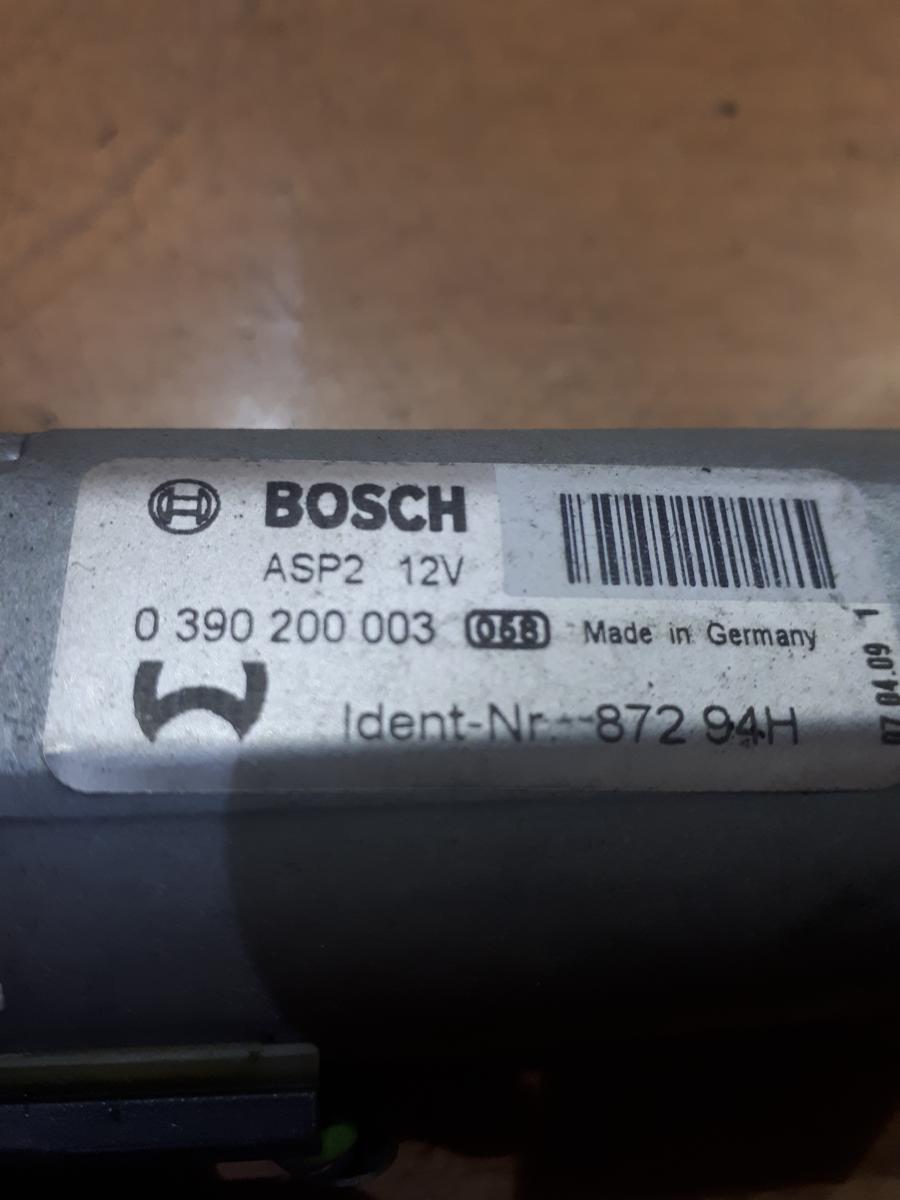 BOSCH
ASP2 12V
0 390 200 003 068 Made in Germany
Ident-Nr. 872 94H
07.04.09 1